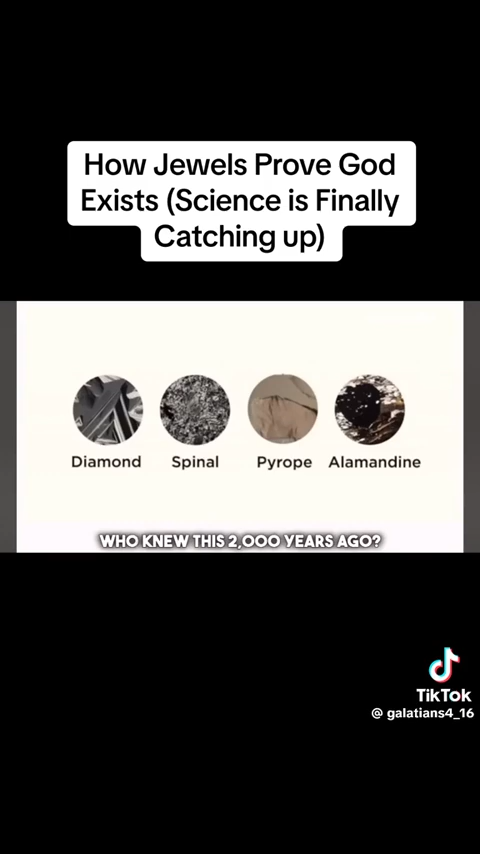 How Jewels Prove God
Exists (Science is Finally
Catching up)
Diamond Spinal Pyrope Alamandine
WHO KNEW THIS 2,000 YEARS AGO?
TikTok
@ galatians4_16